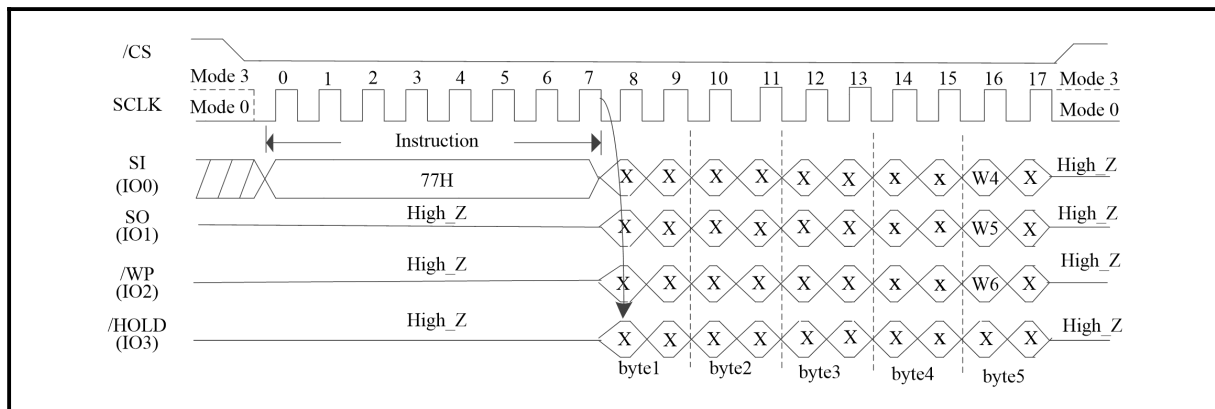 /CS
Mode 3 0 1 2 3 4 5 6 7 8 9 10 11 12 13 14 15 16 17 Mode 3
SCLK Mode 0 Mode 0
Instruction
SI
(IO0) 77H X X X X X X x x W4 X High_Z
SO
(IO1) High_Z X X X X X X x x W5 X High_Z
/WP
(IO2) High_Z X X X X X X x x W6 X High_Z
/HOLD
(IO3) High_Z X X X X X X X X X X High_Z
byte1 byte2 byte3 byte4 byte5